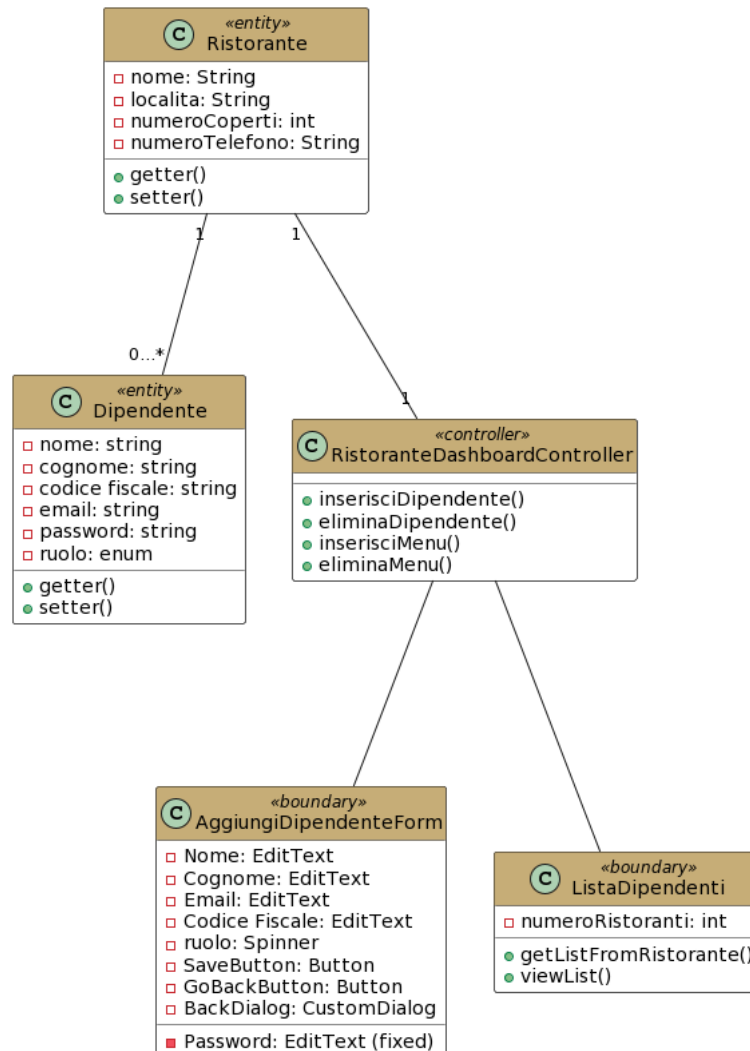 «entity»
C Ristorante
nome: String
localita: String
numeroCoperti: int
numeroTelefono: String
getter()
setter()
1
1
0...*
1
«entity»
C Dipendente
nome: string
cognome: string
codice fiscale: string
email: string
password: string
ruolo: enum
getter()
setter()
«controller»
C RistoranteDashboardController
inserisciDipendente()
eliminaDipendente()
inserisciMenu()
eliminaMenu()
«boundary»
C AggiungiDipendenteForm
Nome: EditText
Cognome: EditText
Email: EditText
Codice Fiscale: EditText
ruolo: Spinner
SaveButton: Button
GoBackButton: Button
BackDialog: CustomDialog
Password: EditText (fixed)
«boundary»
C ListaDipendenti
numeroRistoranti: int
getListFromRistorante()
viewList()